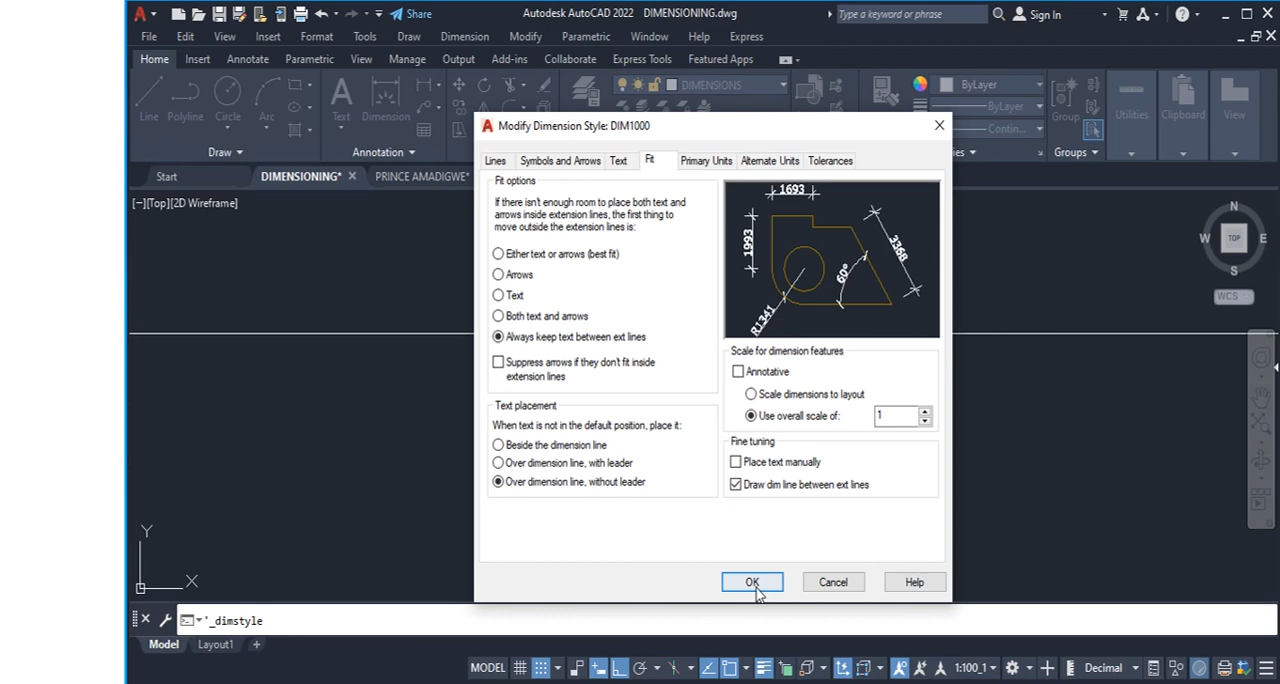 Share
Autodesk AutoCAD 2022 DIMENSIONING.dwg
Type a keyword or phrase
Sign In
File Edit View Insert Format Tools Draw Dimension Modify Parametric Window Help Express
Home Insert Annotate Parametric View Manage Output Add-ins Collaborate Express Tools Featured Apps
DIMENSIONS
ByLayer
ByLayer
Contin...
Line Polyline Circle Arc Text Dimension Group Utilities Clipboard View
Draw Annotation Groups
Start DIMENSIONING* PRINCE AMADIGWE*
[−][Top][2D Wireframe]
N
W TOP E
S
WCS
Modify Dimension Style: DIM1000
Lines Symbols and Arrows Text Fit Primary Units Alternate Units Tolerances
Fit options
If there isn't enough room to place both text and
arrows inside extension lines, the first thing to
move outside the extension lines is:
Either text or arrows (best fit)
Arrows
Text
Both text and arrows
Always keep text between ext lines
Suppress arrows if they don't fit inside
extension lines
Text placement
When text is not in the default position, place it:
Beside the dimension line
Over dimension line, with leader
Over dimension line, without leader
1693
1993
3368
60°
R1341
Scale for dimension features
Annotative
Scale dimensions to layout
Use overall scale of: 1
Fine tuning
Place text manually
Draw dim line between ext lines
OK Cancel Help
Y
X
'_dimstyle
Model Layout1 +
MODEL 1:100_1 Decimal